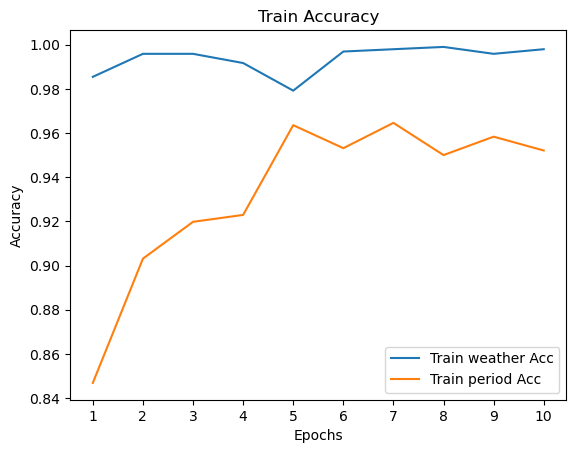 Train Accuracy
1.00
0.98
0.96
0.94
0.92
0.90
0.88
0.86
0.84
Accuracy
Train weather Acc
Train period Acc
1 2 3 4 5 6 7 8 9 10
Epochs